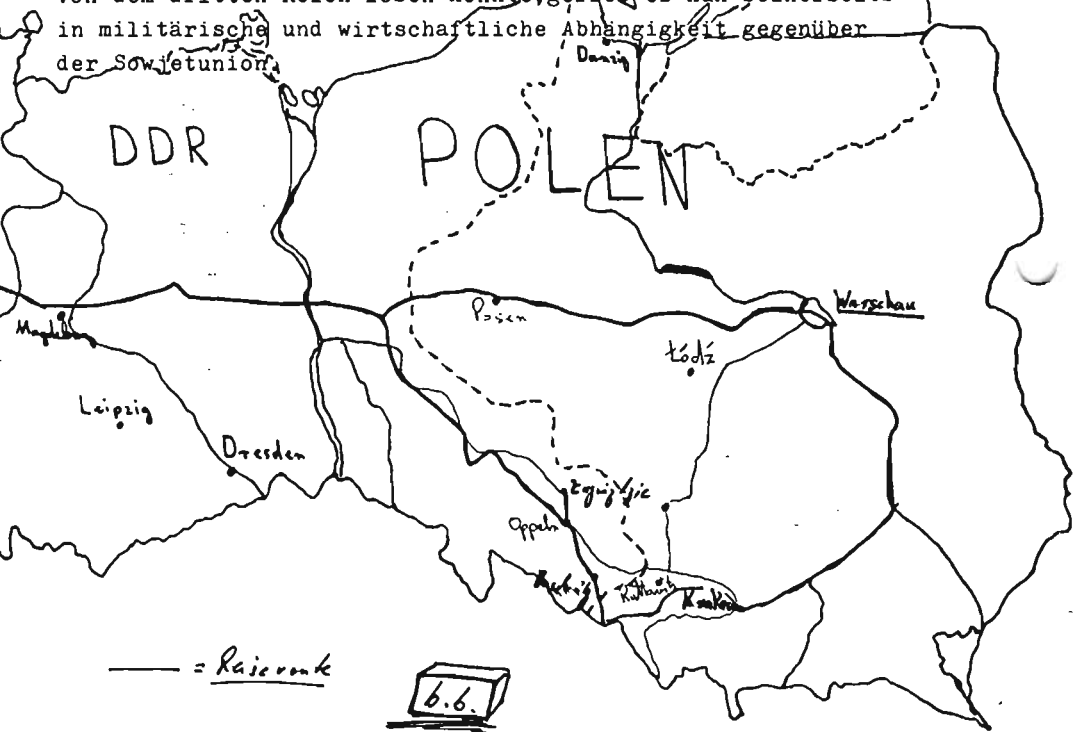 in militärische und wirtschaftliche Abhängigkeit gegenüber
der Sowjetunion.
Danzig
DDR
POLEN
Warschau
Posen
Magdeburg
Łódź
Leipzig
Dresden
Oppeln
Kattowitz
Krakau
= Reiseroute
6.6.